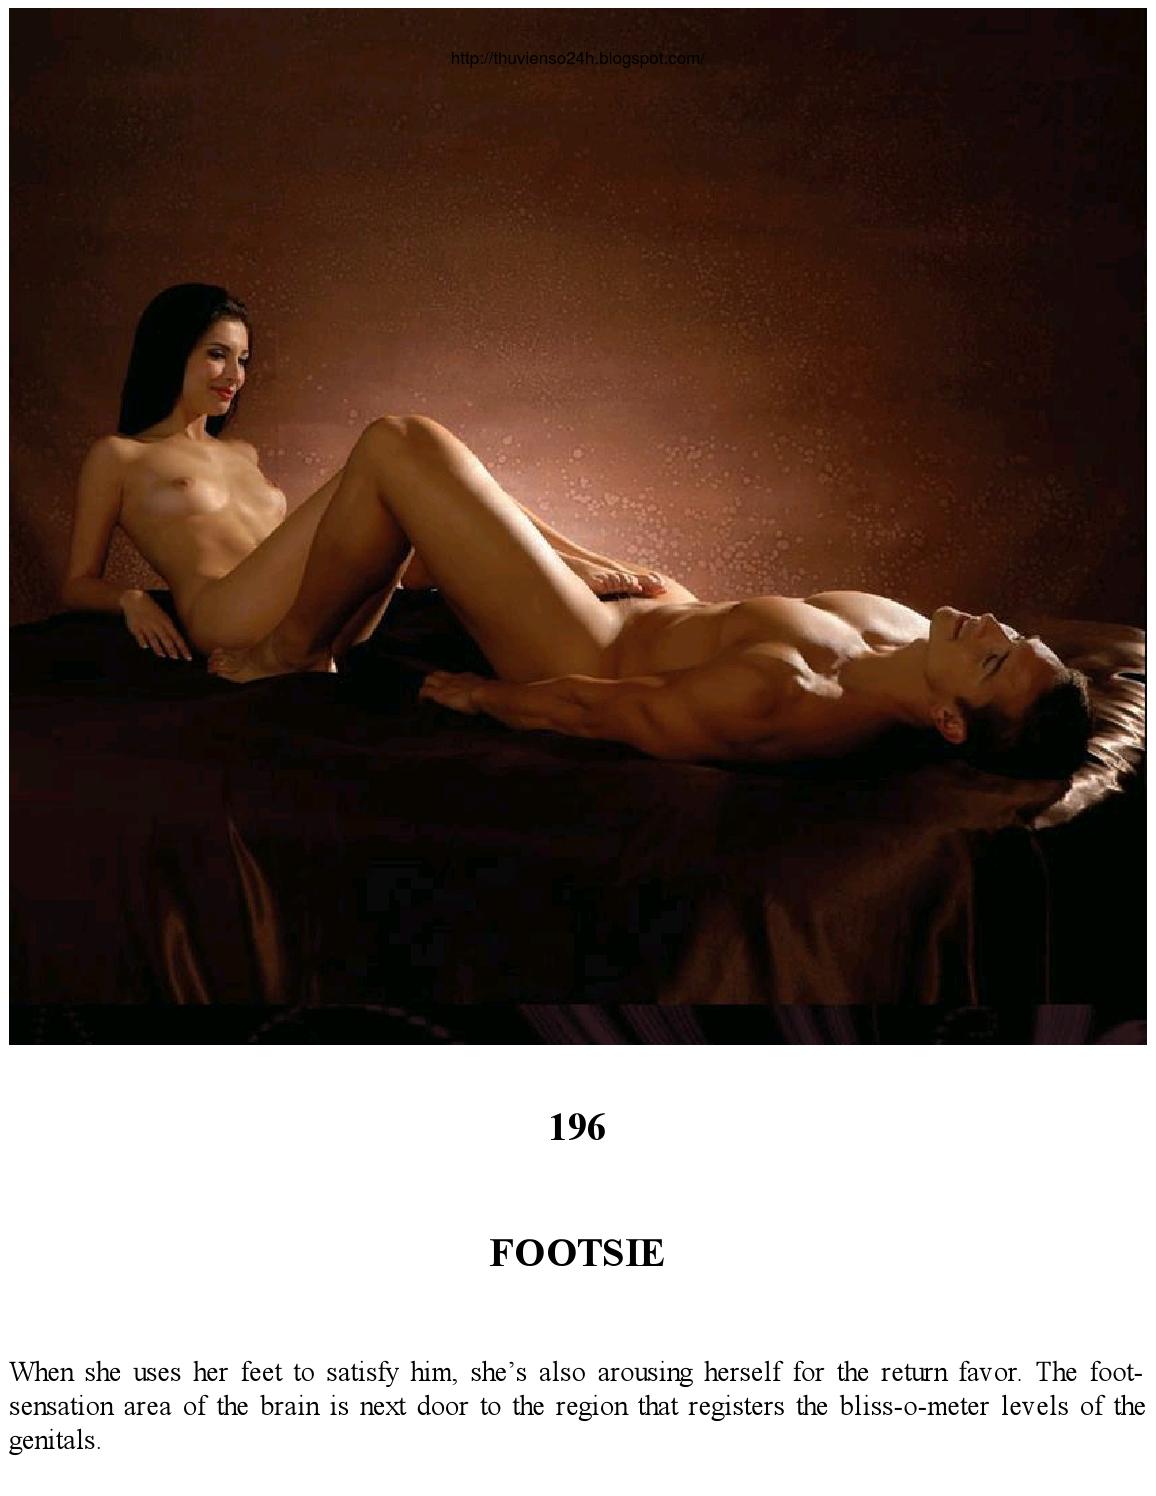 http://thuvienso24h.blogspot.com/
196
FOOTSIE
When she uses her feet to satisfy him, she’s also arousing herself for the return favor. The foot-
sensation area of the brain is next door to the region that registers the bliss-o-meter levels of the
genitals.